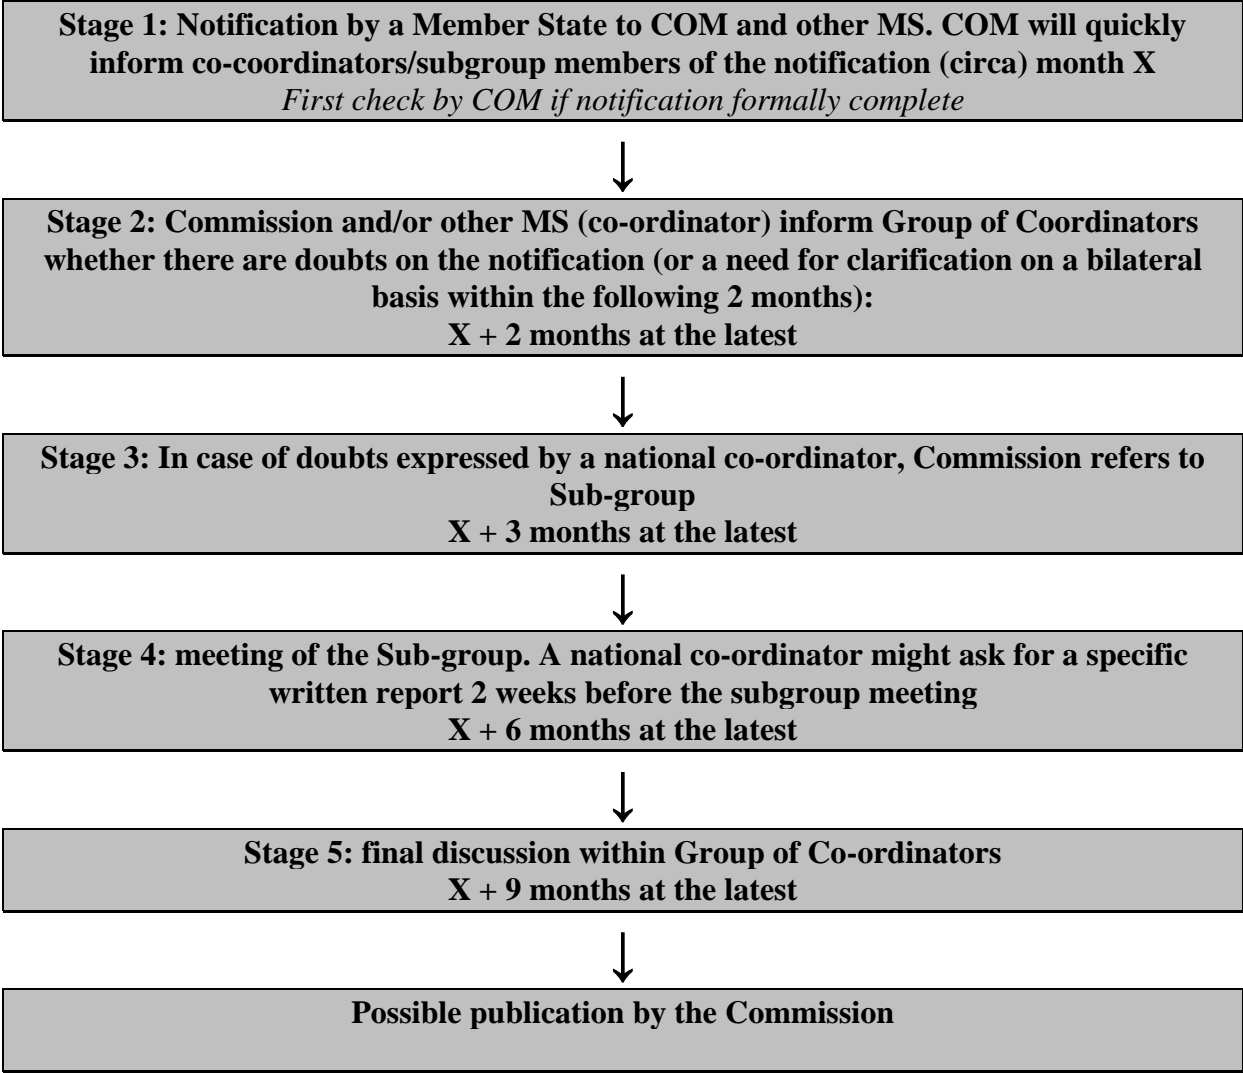 Stage 1: Notification by a Member State to COM and other MS. COM will quickly
inform co-coordinators/subgroup members of the notification (circa) month X
First check by COM if notification formally complete
Stage 2: Commission and/or other MS (co-ordinator) inform Group of Coordinators
whether there are doubts on the notification (or a need for clarification on a bilateral
basis within the following 2 months):
X + 2 months at the latest
Stage 3: In case of doubts expressed by a national co-ordinator, Commission refers to
Sub-group
X + 3 months at the latest
Stage 4: meeting of the Sub-group. A national co-ordinator might ask for a specific
written report 2 weeks before the subgroup meeting
X + 6 months at the latest
Stage 5: final discussion within Group of Co-ordinators
X + 9 months at the latest
Possible publication by the Commission